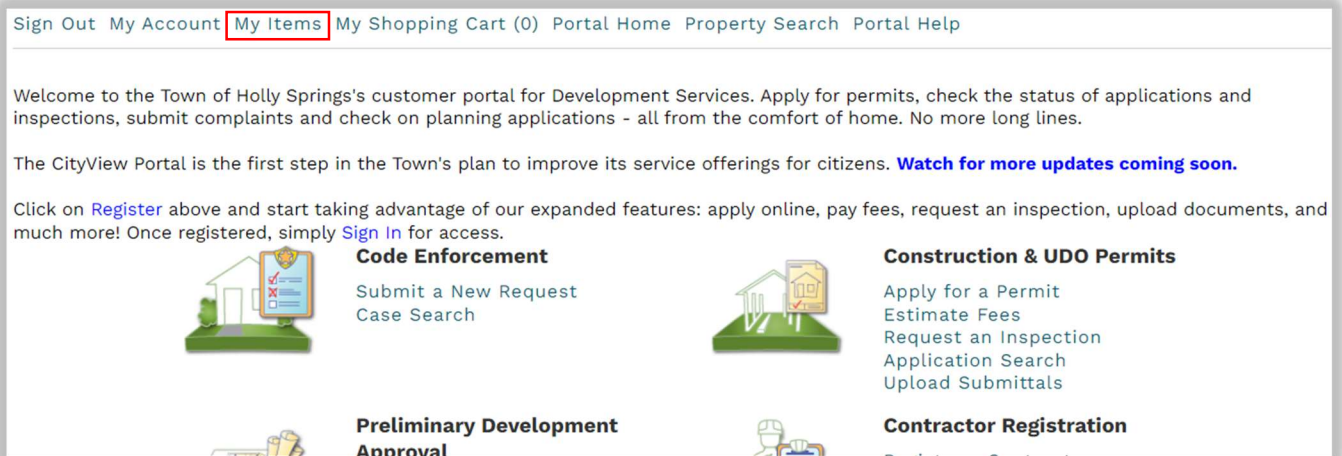 Sign Out My Account My Items My Shopping Cart (0) Portal Home Property Search Portal Help
Welcome to the Town of Holly Springs's customer portal for Development Services. Apply for permits, check the status of applications and
inspections, submit complaints and check on planning applications - all from the comfort of home. No more long lines.
The CityView Portal is the first step in the Town's plan to improve its service offerings for citizens. Watch for more updates coming soon.
Click on Register above and start taking advantage of our expanded features: apply online, pay fees, request an inspection, upload documents, and
much more! Once registered, simply Sign In for access.
Code Enforcement
Submit a New Request
Case Search
Construction & UDO Permits
Apply for a Permit
Estimate Fees
Request an Inspection
Application Search
Upload Submittals
Preliminary Development
Approval
Contractor Registration